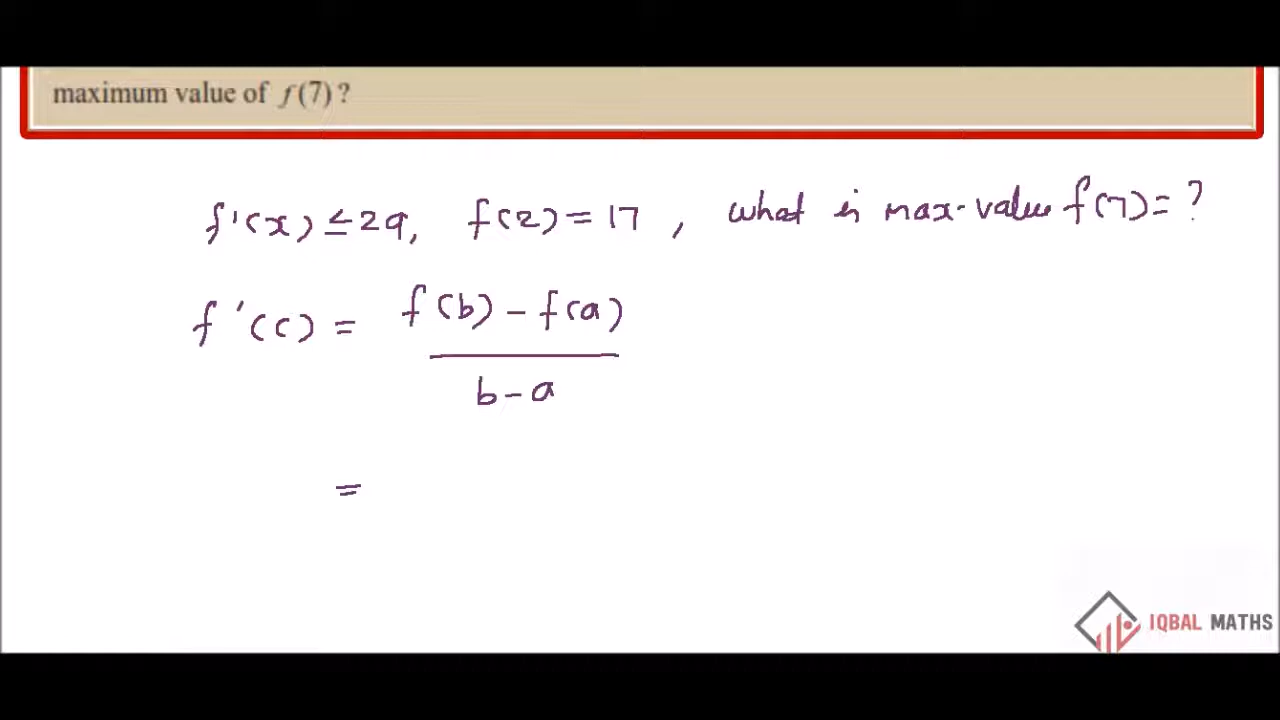 maximum value of f(7)?
f'(x) ≤ 29, f(2) = 17 , what is max-value f(7) = ?
f'(c) = f(b) - f(a)
b - a
=
IQBAL MATHS